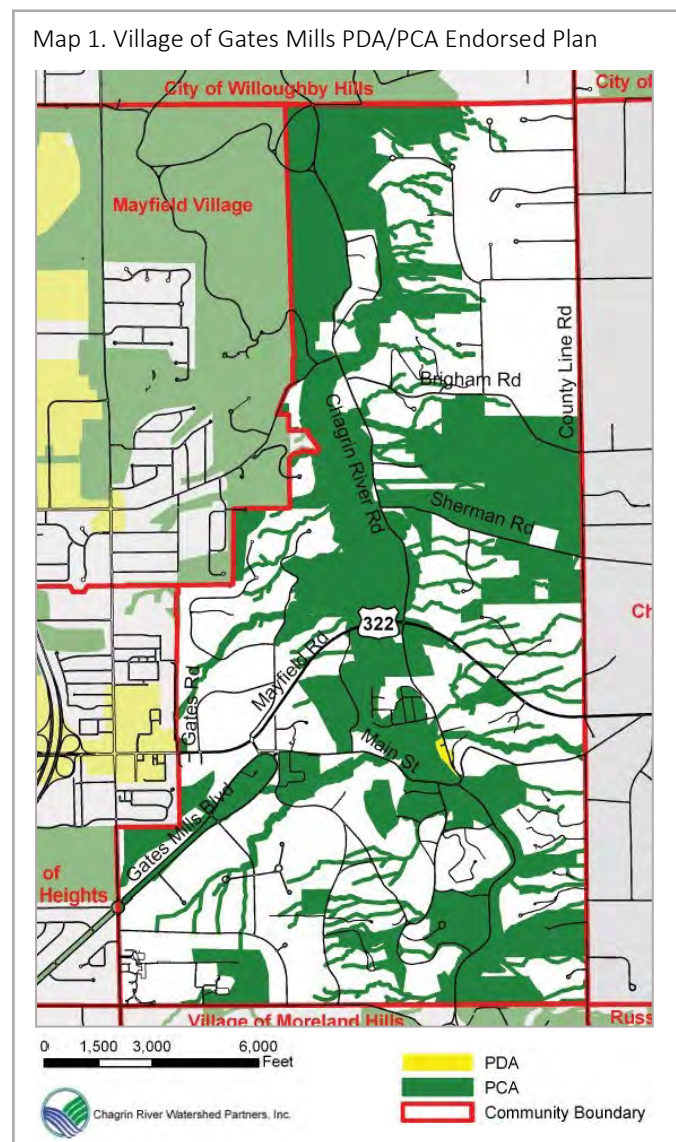 Map 1. Village of Gates Mills PDA/PCA Endorsed Plan
City of Willoughby Hills
City of
Mayfield Village
County Line Rd
Brigham Rd
Chagrin River Rd
Sherman Rd
Ch
322
Mayfield Rd
Gates Rd
Main St
Gates Mills Blvd
of
Heights
Village of Moreland Hills
Russ
0 1,500 3,000 6,000
Feet
PDA
PCA
Community Boundary
Chagrin River Watershed Partners, Inc.